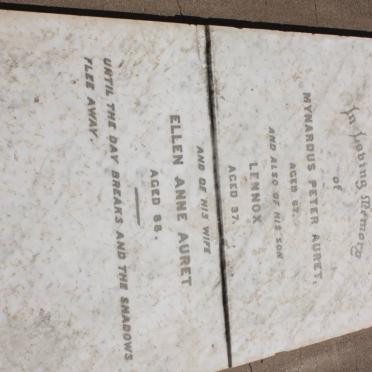 In Loving Memory
of
MYNARDUS PETER AURET.
AGED 67.
AND ALSO OF HIS SON
LENNOX
AGED 37.
AND OF HIS WIFE
ELLEN ANNE AURET
AGED 88.
UNTIL THE DAY BREAKS AND THE SHADOWS
FLEE AWAY.